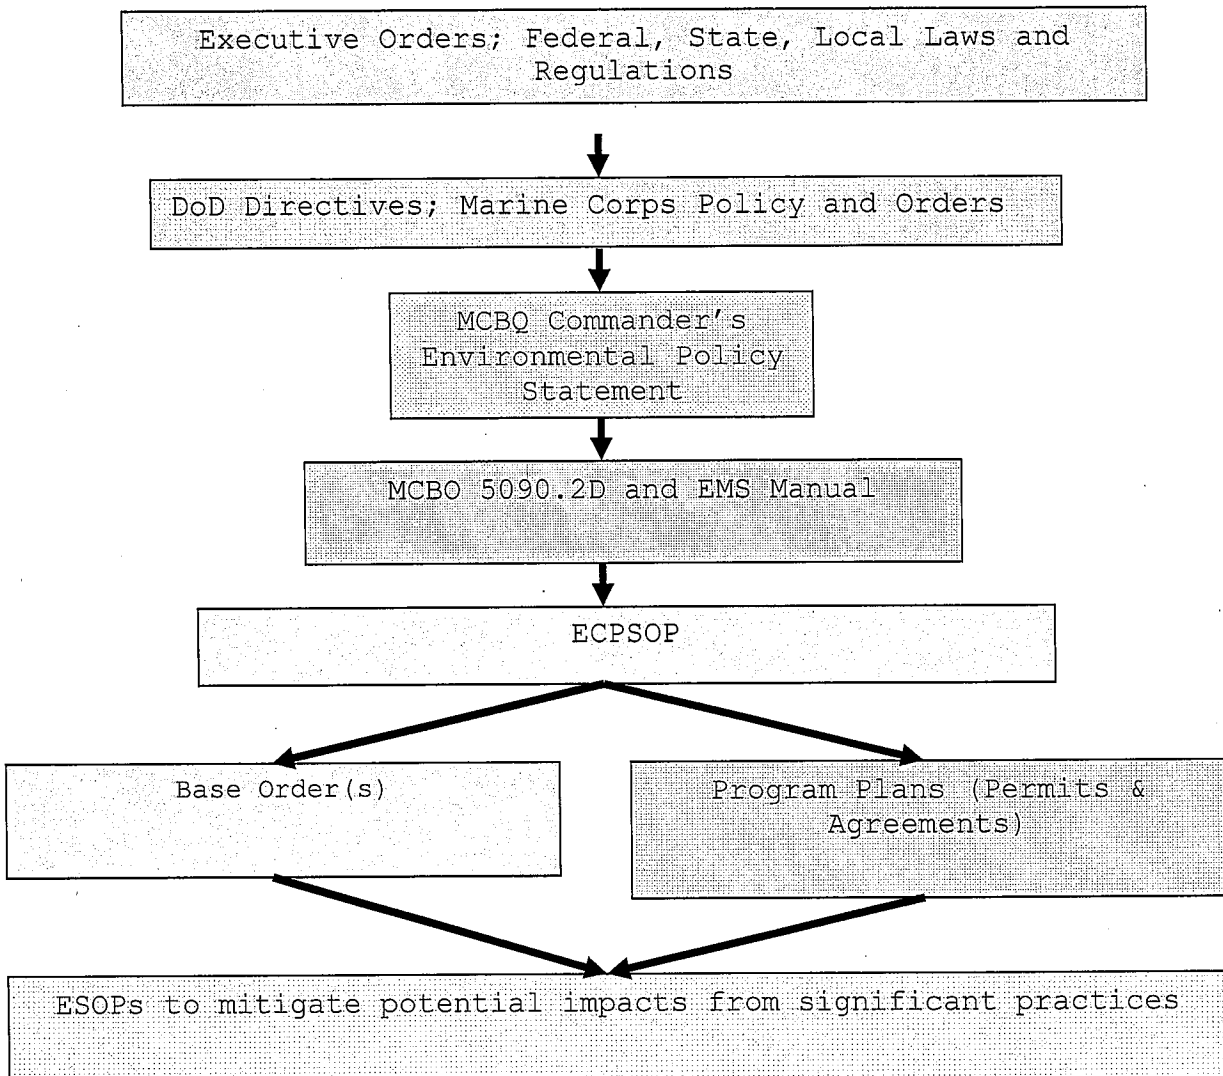 Executive Orders; Federal, State, Local Laws and
Regulations
DoD Directives; Marine Corps Policy and Orders
MCBQ Commander's
Environmental Policy
Statement
MCBO 5090.2D and EMS Manual
ECPSOP
Base Order(s)
Program Plans (Permits &
Agreements)
ESOPs to mitigate potential impacts from significant practices